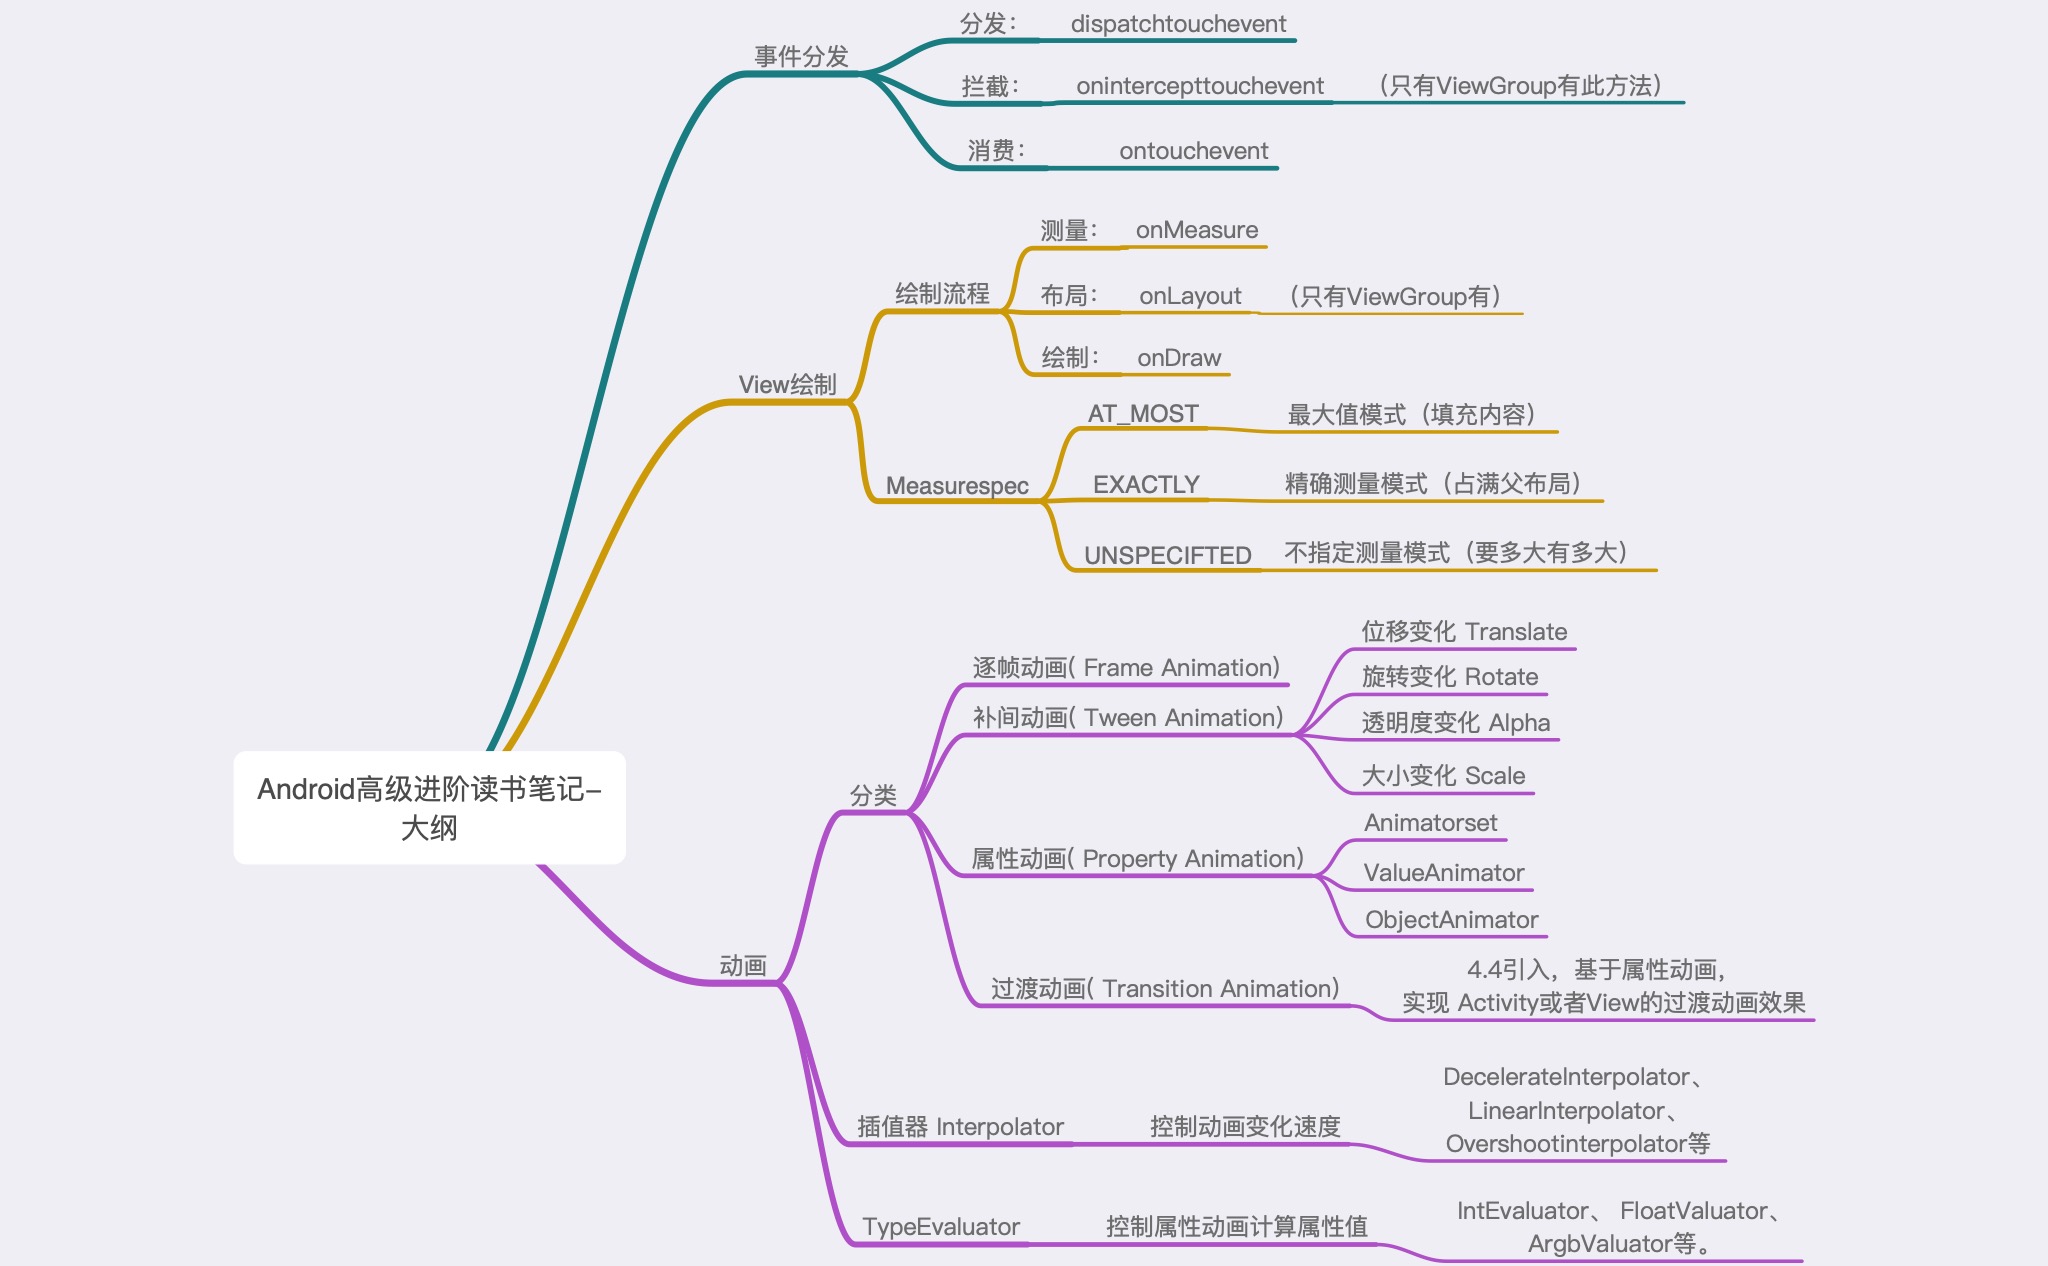 分发： dispatchtouchevent
事件分发
拦截： onintercepttouchevent （只有ViewGroup有此方法）
消费： ontouchevent
测量： onMeasure
绘制流程
布局： onLayout （只有ViewGroup有）
绘制： onDraw
View绘制
AT_MOST 最大值模式（填充内容）
Measurespec
EXACTLY 精确测量模式（占满父布局）
UNSPECIFTED 不指定测量模式（要多大有多大）
位移变化 Translate
逐帧动画( Frame Animation)
旋转变化 Rotate
补间动画( Tween Animation)
透明度变化 Alpha
大小变化 Scale
Android高级进阶读书笔记-
大纲
分类
Animatorset
属性动画( Property Animation)
ValueAnimator
ObjectAnimator
动画
过渡动画( Transition Animation)
4.4引入，基于属性动画，
实现 Activity或者View的过渡动画效果
插值器 Interpolator 控制动画变化速度
DecelerateInterpolator、
LinearInterpolator、
Overshootinterpolator等
TypeEvaluator 控制属性动画计算属性值
IntEvaluator、 FloatValuator、
ArgbValuator等。